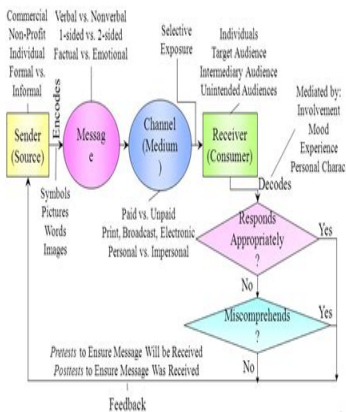 Commercial
Non-Profit
Individual
Formal vs.
Informal
Verbal vs. Nonverbal
1-sided vs. 2-sided
Factual vs. Emotional
Selective
Exposure
Individuals
Target Audience
Intermediary Audience
Unintended Audiences
Mediated by:
Involvement
Mood
Experience
Personal Charac
Sender
(Source)
Encodes
Messag
e
Channel
(Medium
)
Receiver
(Consumer)
Decodes
Symbols
Pictures
Words
Images
Paid vs. Unpaid
Print, Broadcast, Electronic
Personal vs. Impersonal
Responds
Appropriately
?
Yes
No
Miscomprehends
?
Yes
No
Pretests to Ensure Message Will be Received
Posttests to Ensure Message Was Received
Feedback